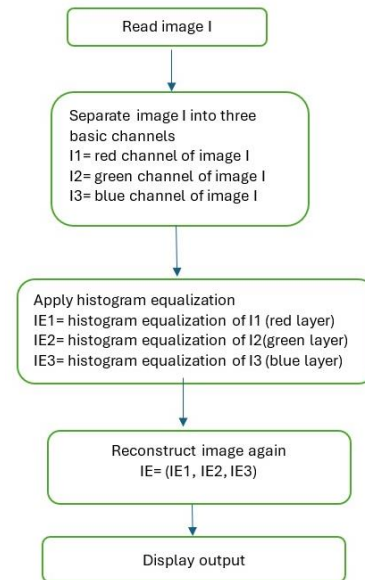 Read image I
Separate image I into three
basic channels
I1= red channel of image I
I2= green channel of image I
I3= blue channel of image I
Apply histogram equalization
IE1= histogram equalization of I1 (red layer)
IE2= histogram equalization of I2(green layer)
IE3= histogram equalization of I3 (blue layer)
Reconstruct image again
IE= (IE1, IE2, IE3)
Display output